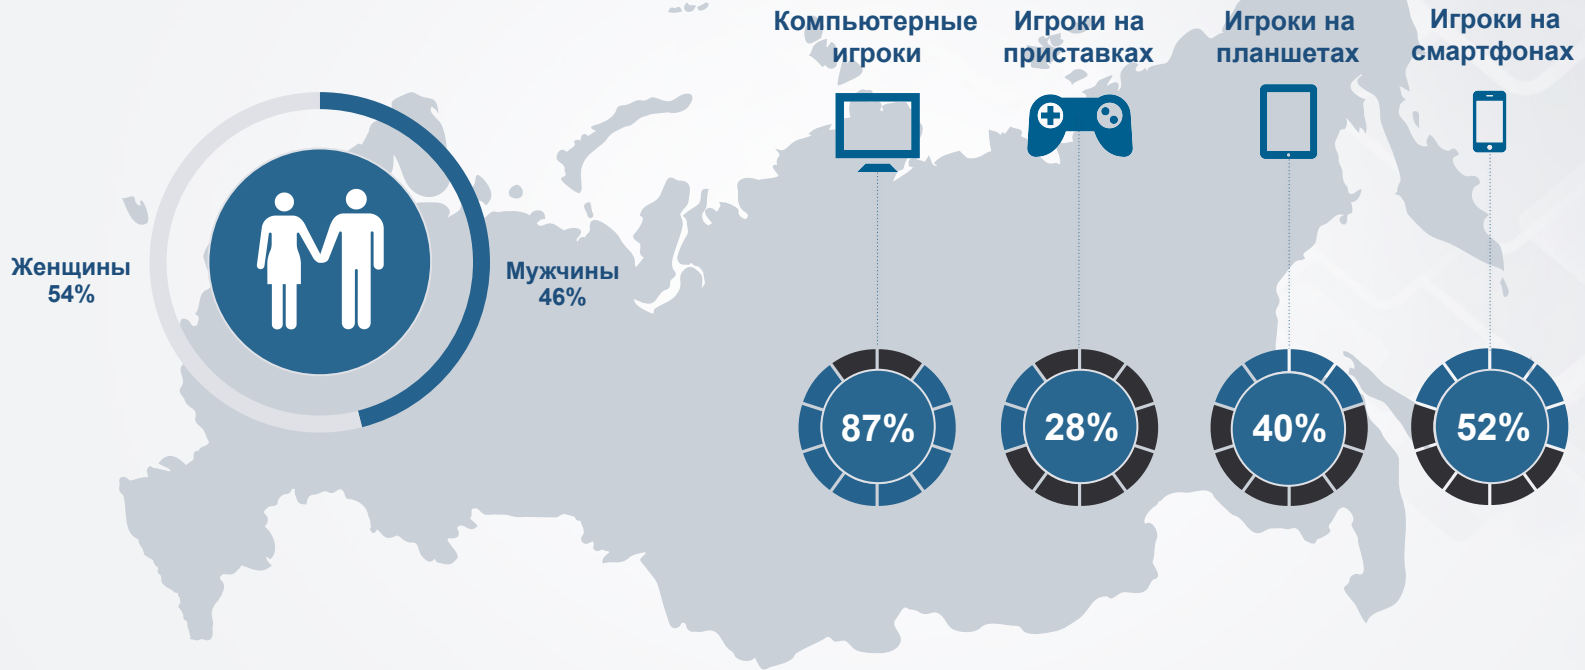 Компьютерные
игроки
Игроки на
приставках
Игроки на
планшетах
Игроки на
смартфонах
Женщины
54%
Мужчины
46%
87%
28%
40%
52%